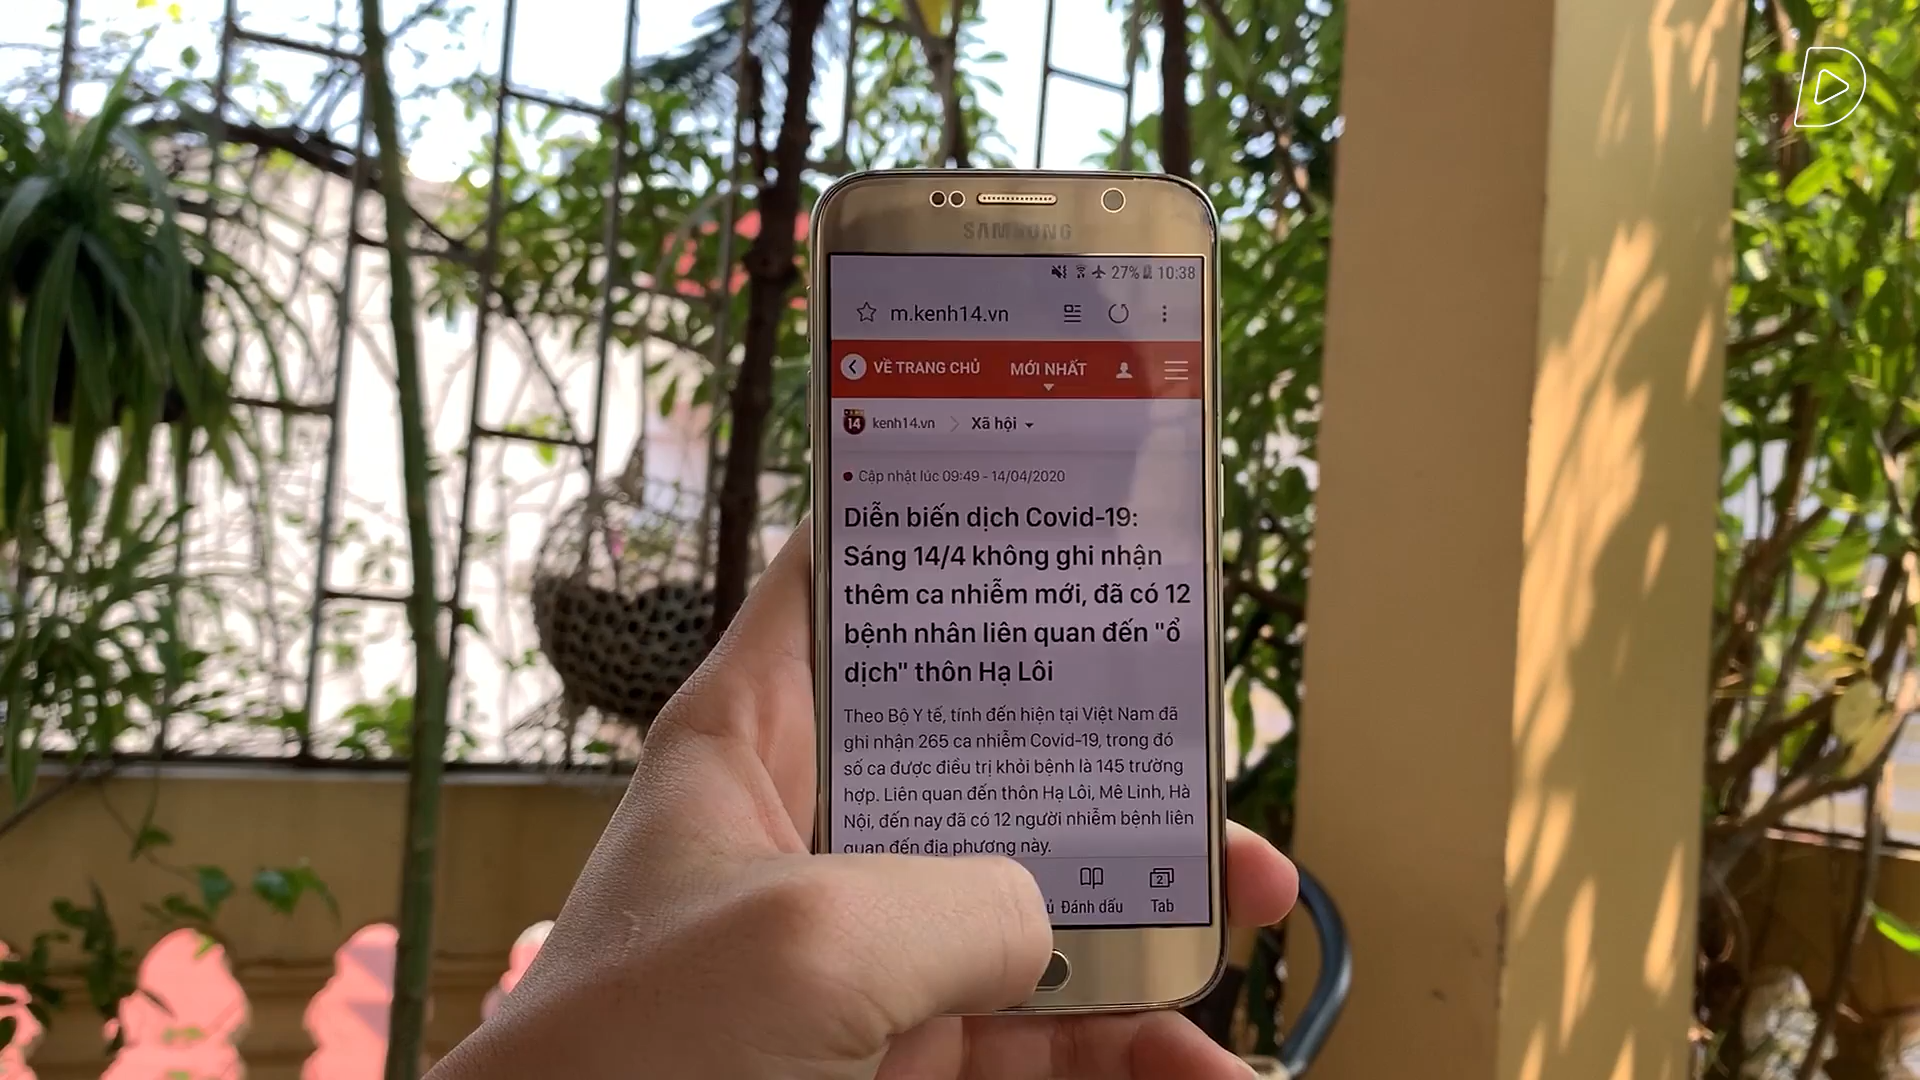 SAMSUNG
27% 10:38
m.kenh14.vn
VỀ TRANG CHỦ MỚI NHẤT
14 kenh14.vn Xã hội
Cập nhật lúc 09:49 - 14/04/2020
Diễn biến dịch Covid-19:
Sáng 14/4 không ghi nhận
thêm ca nhiễm mới, đã có 12
bệnh nhân liên quan đến "ổ
dịch" thôn Hạ Lôi
Theo Bộ Y tế, tính đến hiện tại Việt Nam đã
ghi nhận 265 ca nhiễm Covid-19, trong đó
số ca được điều trị khỏi bệnh là 145 trường
hợp. Liên quan đến thôn Hạ Lôi, Mê Linh, Hà
Nội, đến nay đã có 12 người nhiễm bệnh liên
quan đến địa phương này.
2
Đánh dấu Tab